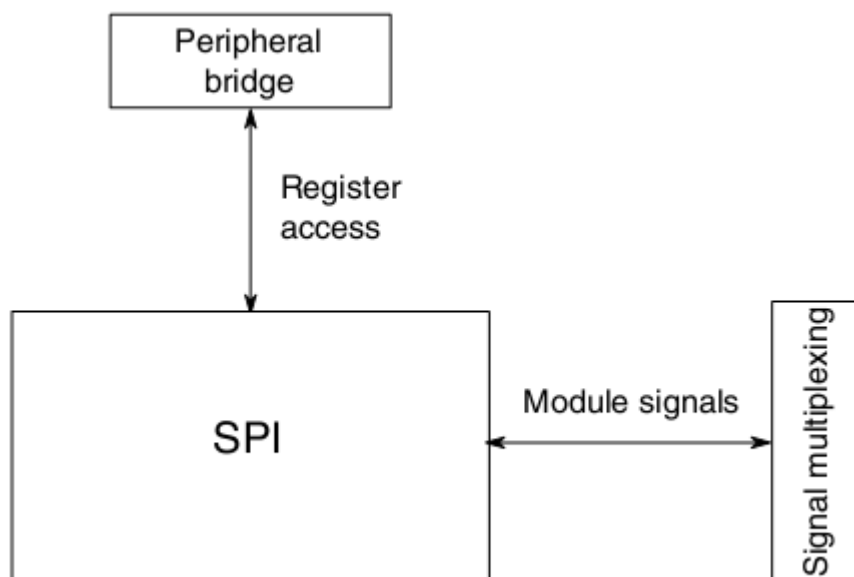 Peripheral
bridge
Register
access
SPI
Module signals
Signal multiplexing